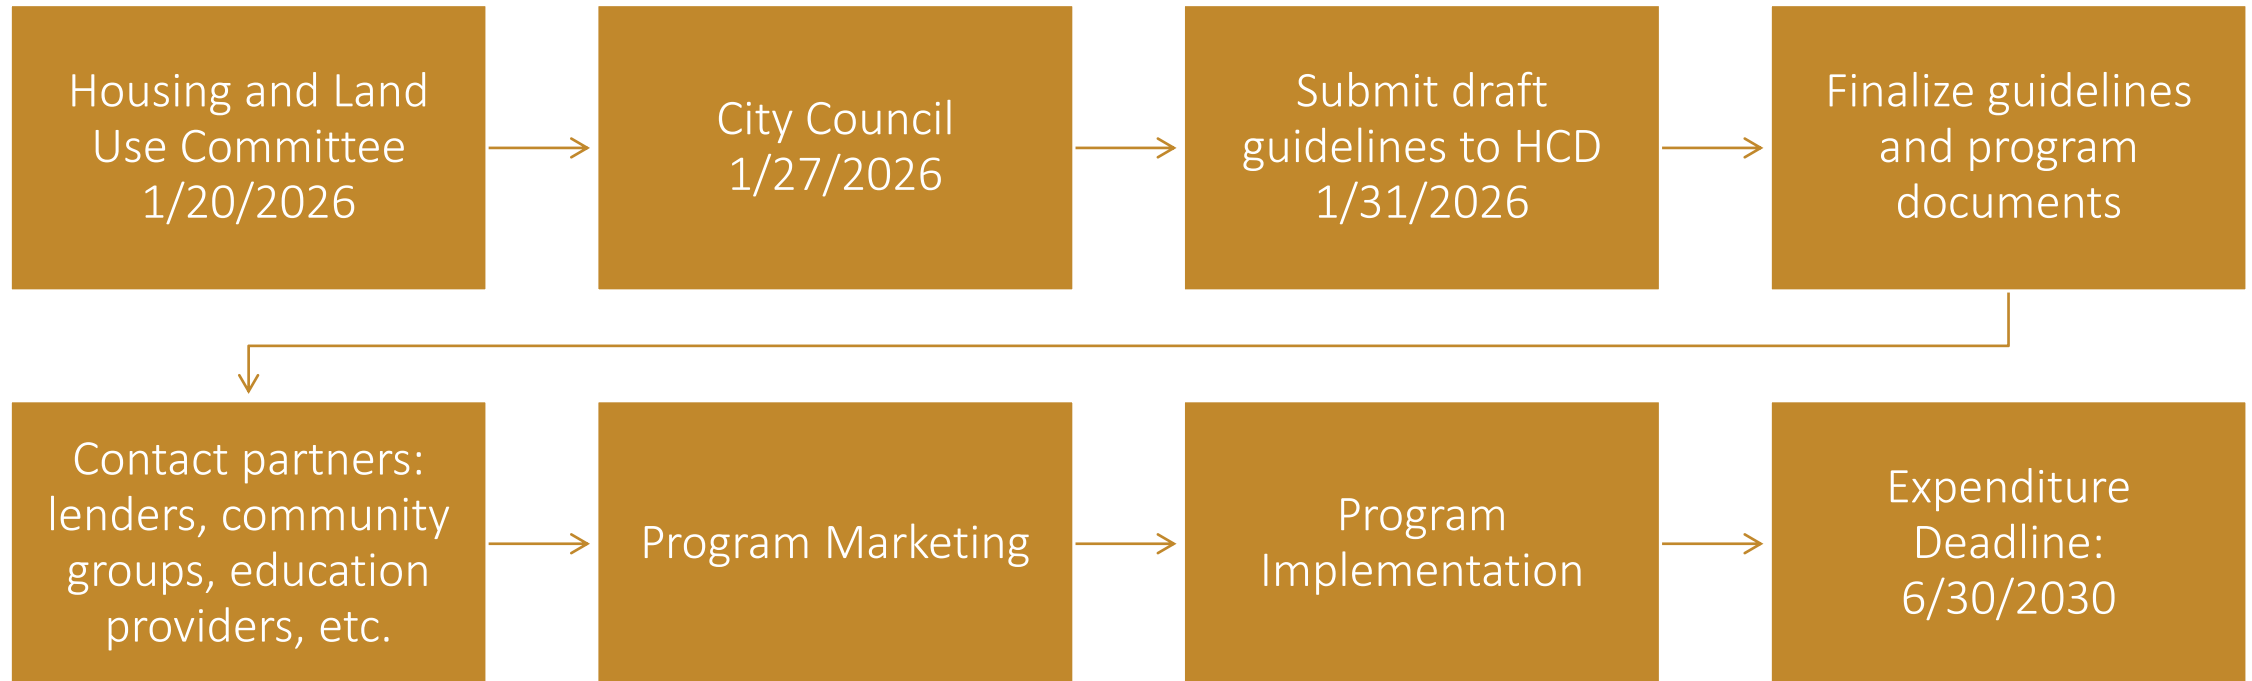 Housing and Land
Use Committee
1/20/2026
City Council
1/27/2026
Submit draft
guidelines to HCD
1/31/2026
Finalize guidelines
and program
documents
Contact partners:
lenders, community
groups, education
providers, etc.
Program Marketing
Program
Implementation
Expenditure
Deadline:
6/30/2030